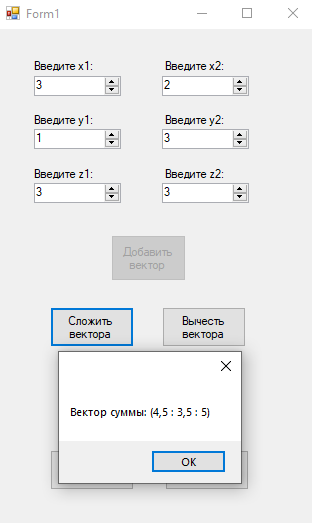 Form1
Введите x1:
Введите x2:
3
2
Введите y1:
Введите y2:
1
3
Введите z1:
Введите z2:
3
3
Добавить
вектор
Сложить
вектора
Вычесть
вектора
Вектор суммы: (4,5 : 3,5 : 5)
OK